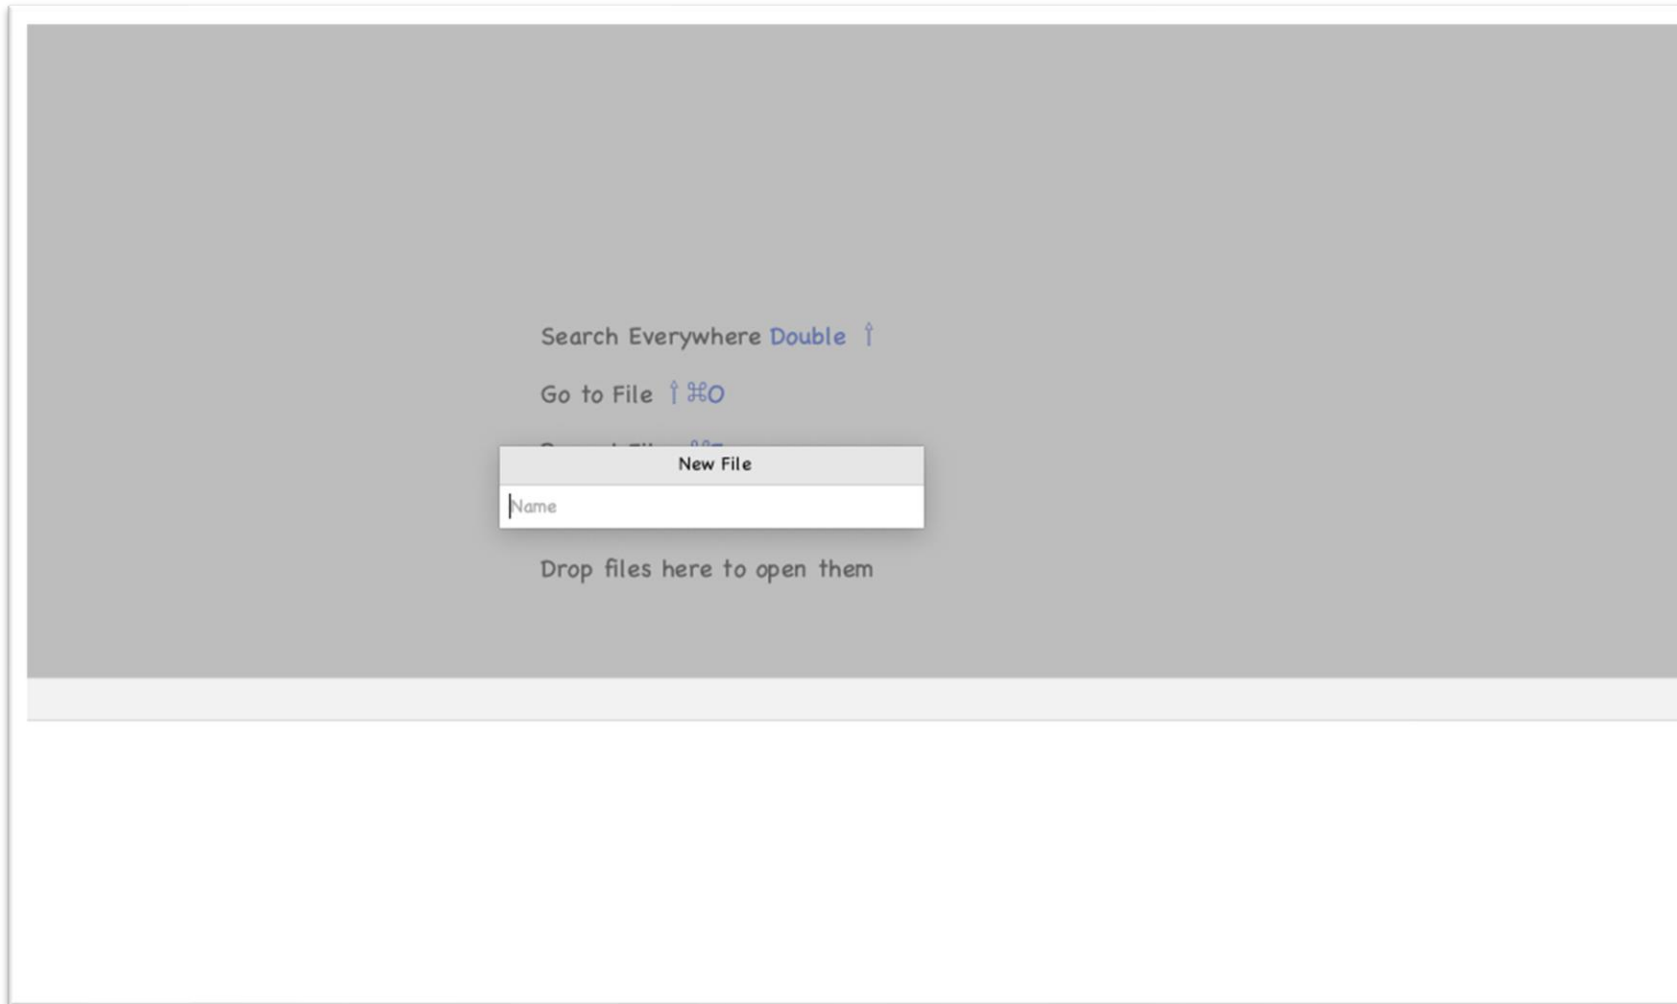 Search Everywhere Double ⇧
Go to File ⇧⌘O
New File
Name
Drop files here to open them